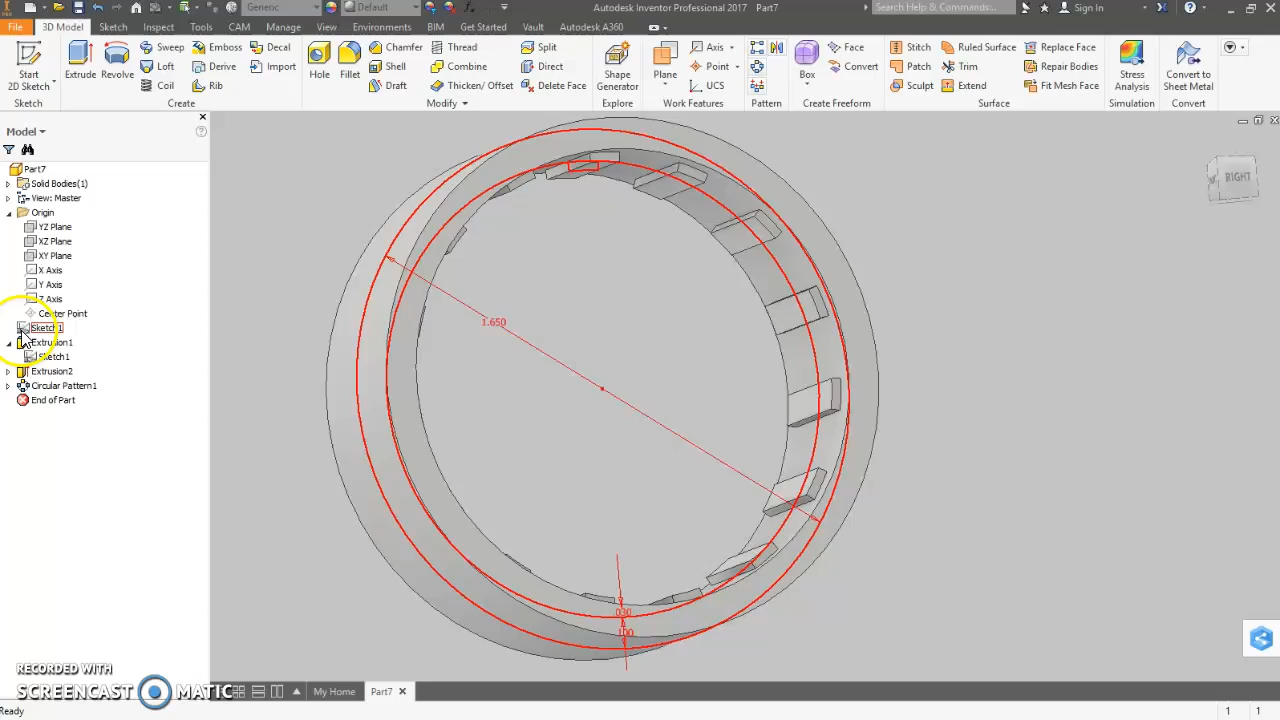 Generic Default Autodesk Inventor Professional 2017 Part7 Search Help & Commands... Sign In
File 3D Model Sketch Inspect Tools CAM Manage View Environments BIM Get Started Vault Autodesk A360
Start 2D Sketch Extrude Revolve Sweep Emboss Decal Hole Fillet Chamfer Thread Split Shape Generator Plane Axis Box Face Stitch Ruled Surface Replace Face Stress Analysis Convert to Sheet Metal
Loft Derive Import Shell Combine Direct Point Convert Patch Trim Repair Bodies
Coil Rib Draft Thicken/ Offset Delete Face UCS Sculpt Extend Fit Mesh Face
Sketch Create Modify Explore Work Features Pattern Create Freeform Surface Simulation Convert
Model
Part7
Solid Bodies(1)
View: Master
Origin
YZ Plane
XZ Plane
XY Plane
X Axis
Y Axis
Z Axis
Center Point
Sketch1
Extrusion1
Sketch1
Extrusion2
Circular Pattern1
End of Part
RIGHT
1.650
.030
.100
RECORDED WITH
SCREENCAST MATIC
My Home Part7
Ready 1 1